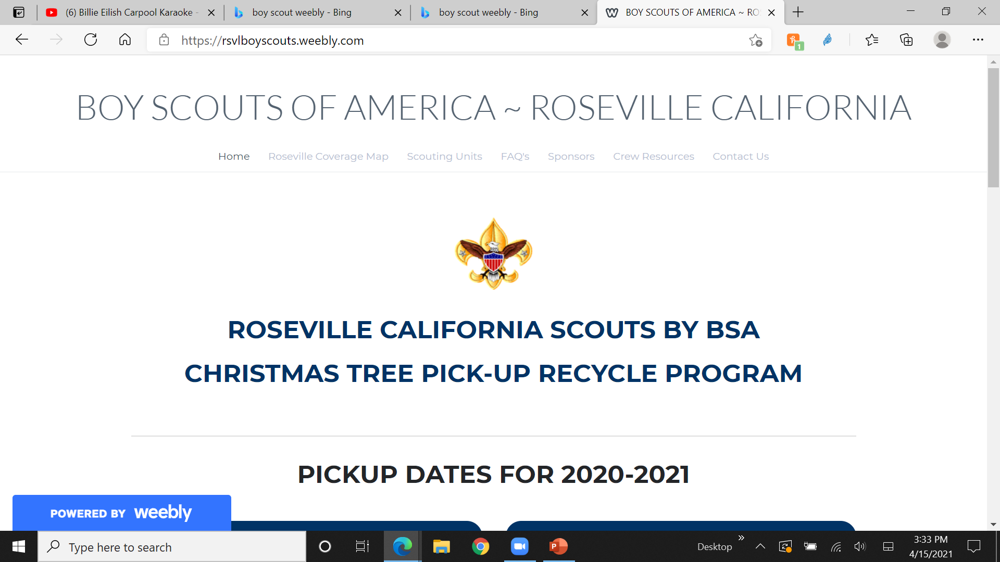 (6) Billie Eilish Carpool Karaoke -
boy scout weebly - Bing
boy scout weebly - Bing
BOY SCOUTS OF AMERICA ~ RO
https://rsvlboyscouts.weebly.com
1
BOY SCOUTS OF AMERICA ~ ROSEVILLE CALIFORNIA
Home
Roseville Coverage Map
Scouting Units
FAQ's
Sponsors
Crew Resources
Contact Us
ROSEVILLE CALIFORNIA SCOUTS BY BSA
CHRISTMAS TREE PICK-UP RECYCLE PROGRAM
PICKUP DATES FOR 2020-2021
POWERED BY weebly
Type here to search
Desktop
3:33 PM
4/15/2021